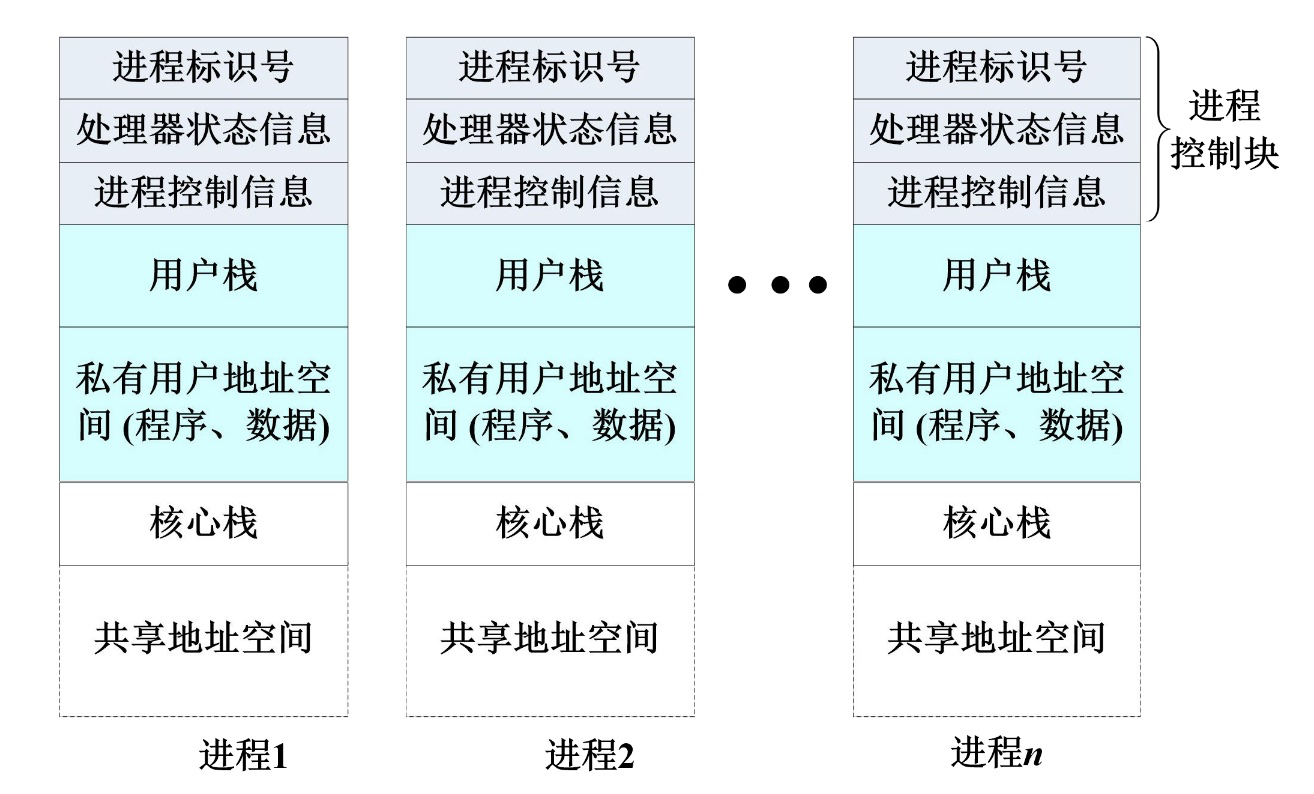 进程标识号
处理器状态信息
进程控制信息
用户栈
私有用户地址空
间 (程序、数据)
核心栈
共享地址空间
进程1
进程标识号
处理器状态信息
进程控制信息
用户栈
私有用户地址空
间 (程序、数据)
核心栈
共享地址空间
进程2
进程标识号
处理器状态信息
进程控制信息
用户栈
私有用户地址空
间 (程序、数据)
核心栈
共享地址空间
进程n
进程
控制块